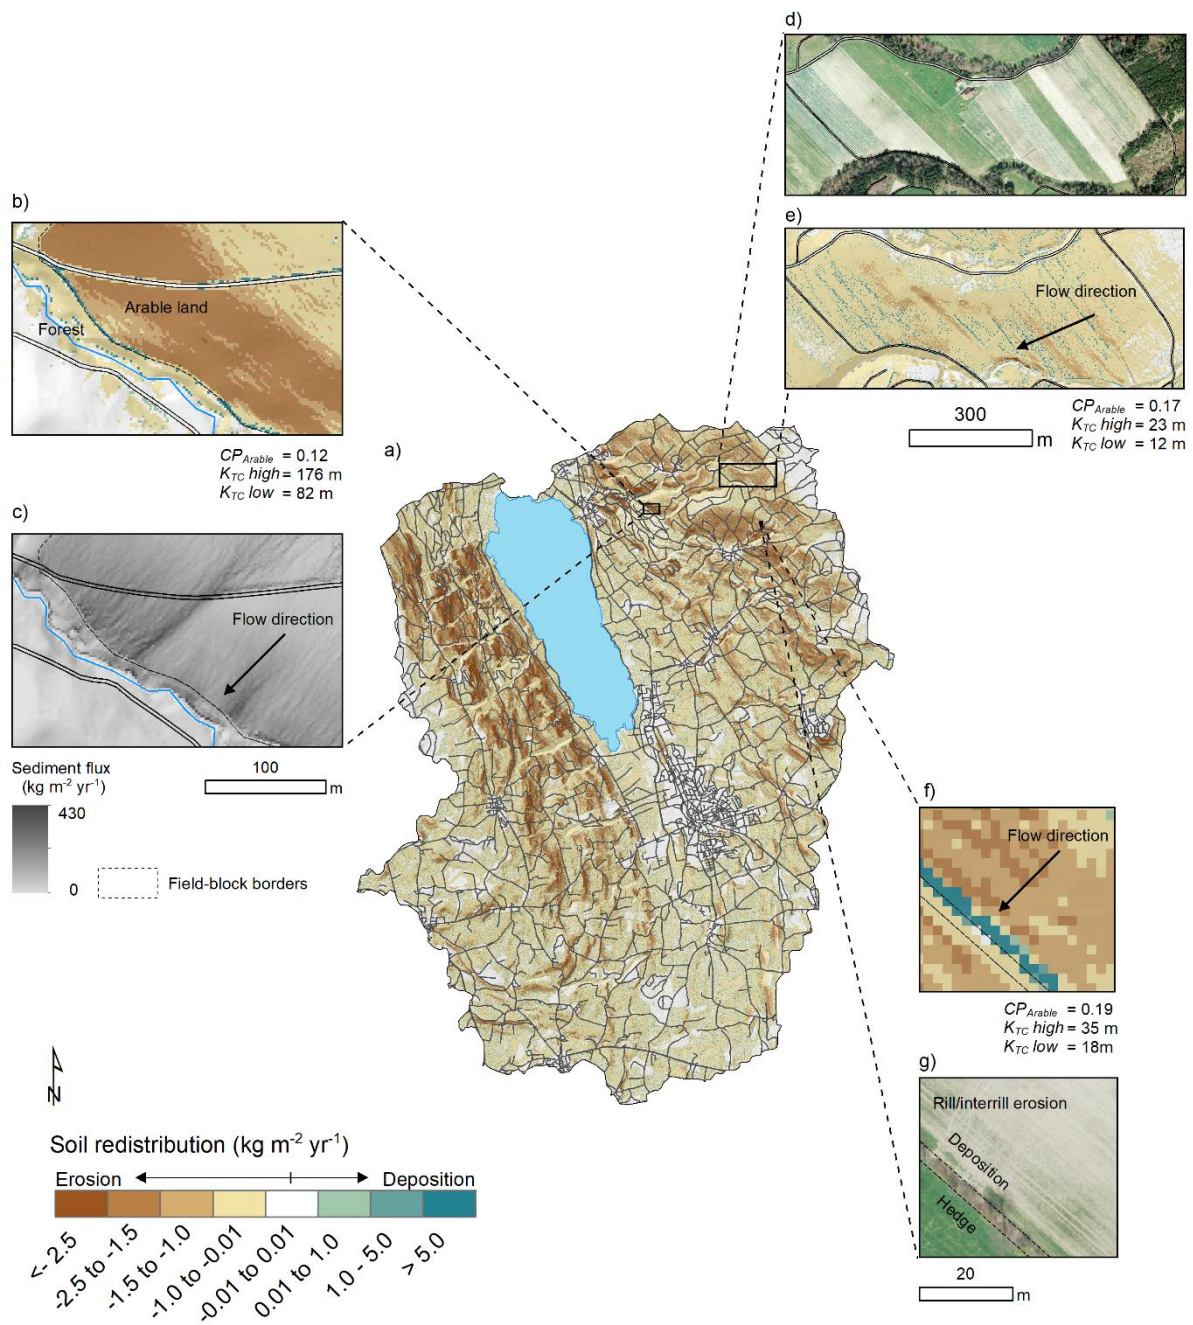 d)
b)
Arable land
Forest
CP_Arable = 0.12
K_TC high = 176 m
K_TC low = 82 m
e)
Flow direction
300
m
CP_Arable = 0.17
K_TC high = 23 m
K_TC low = 12 m
a)
c)
Flow direction
Sediment flux
(kg m⁻² yr⁻¹)
430
0
100
m
Field-block borders
f)
Flow direction
CP_Arable = 0.19
K_TC high = 35 m
K_TC low = 18m
g)
Rill/interrill erosion
Deposition
Hedge
20
m
N
Soil redistribution (kg m⁻² yr⁻¹)
Erosion
Deposition
<- 2.5
-2.5 to -1.5
-1.5 to -1.0
-1.0 to -0.01
-0.01 to 0.01
0.01 to 1.0
1.0 - 5.0
> 5.0